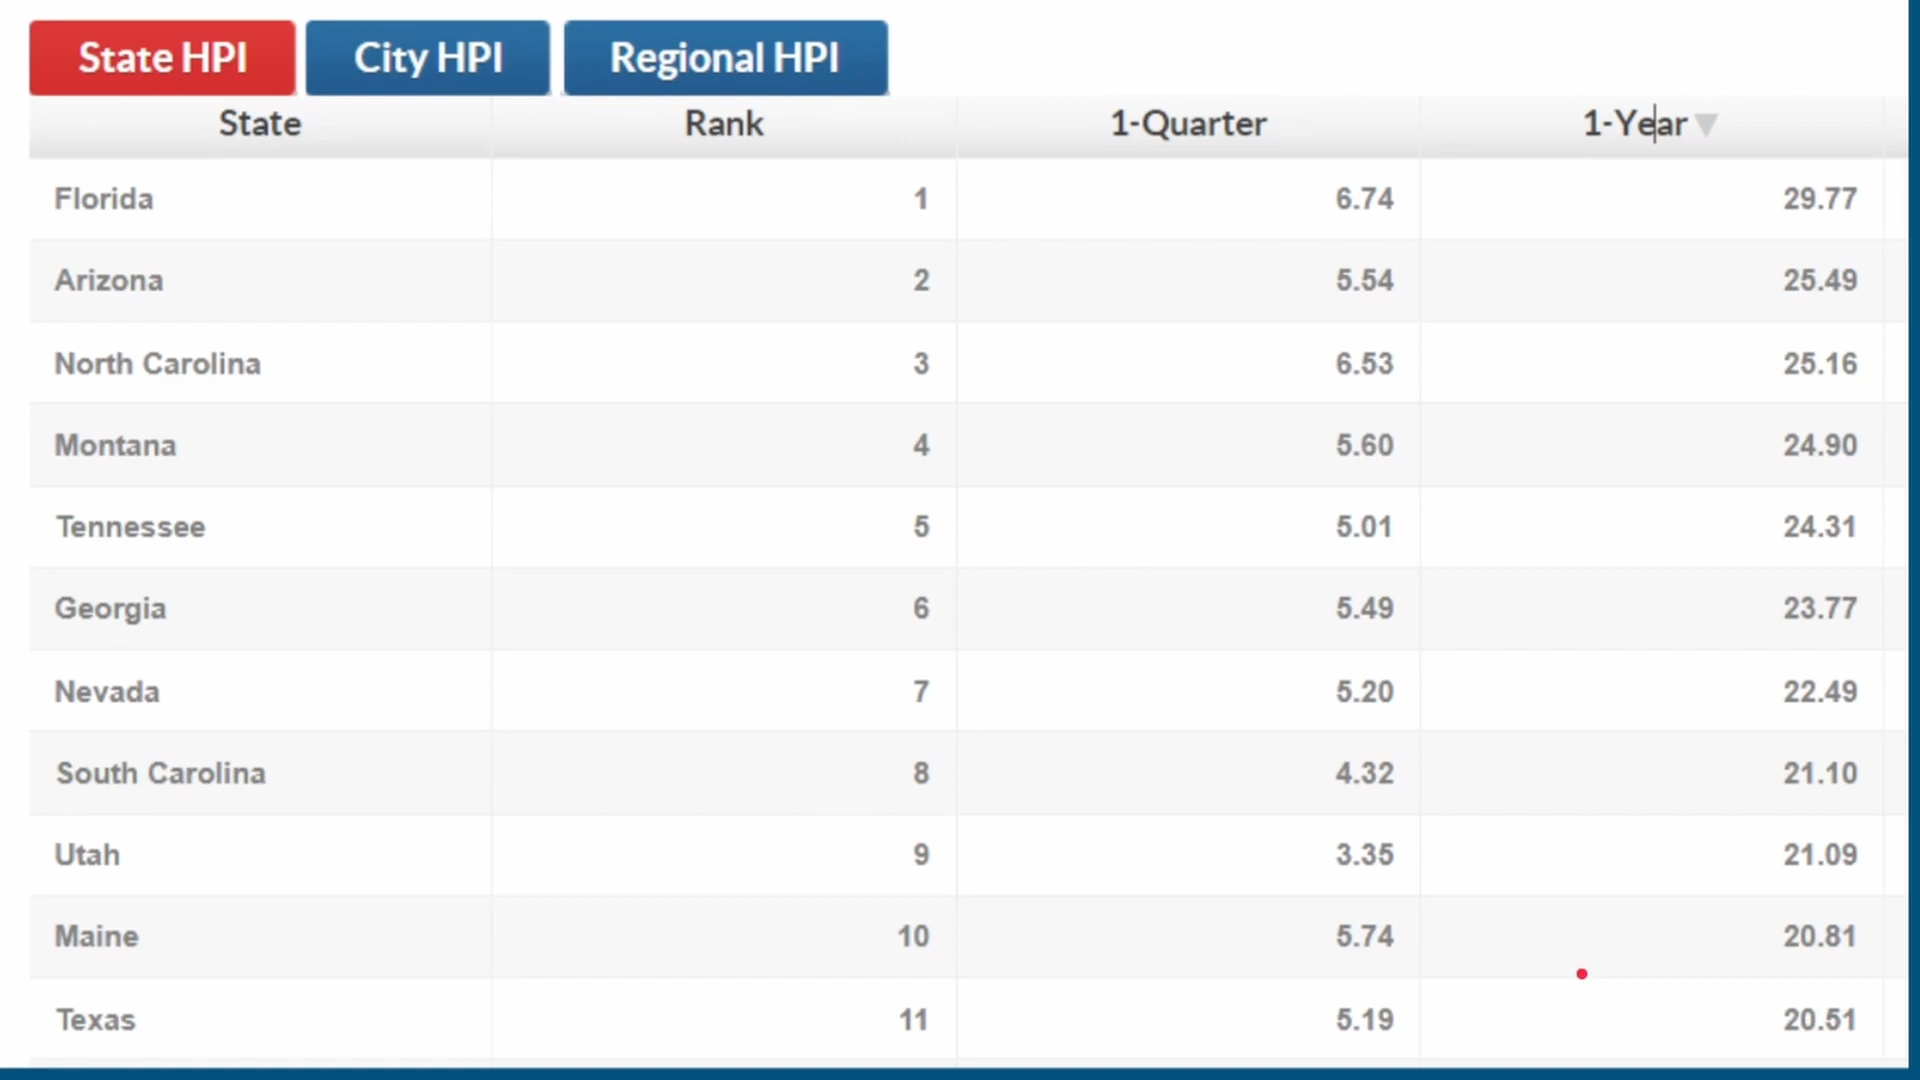 State HPI City HPI Regional HPI
State Rank 1-Quarter 1-Year
Florida 1 6.74 29.77
Arizona 2 5.54 25.49
North Carolina 3 6.53 25.16
Montana 4 5.60 24.90
Tennessee 5 5.01 24.31
Georgia 6 5.49 23.77
Nevada 7 5.20 22.49
South Carolina 8 4.32 21.10
Utah 9 3.35 21.09
Maine 10 5.74 20.81
Texas 11 5.19 20.51